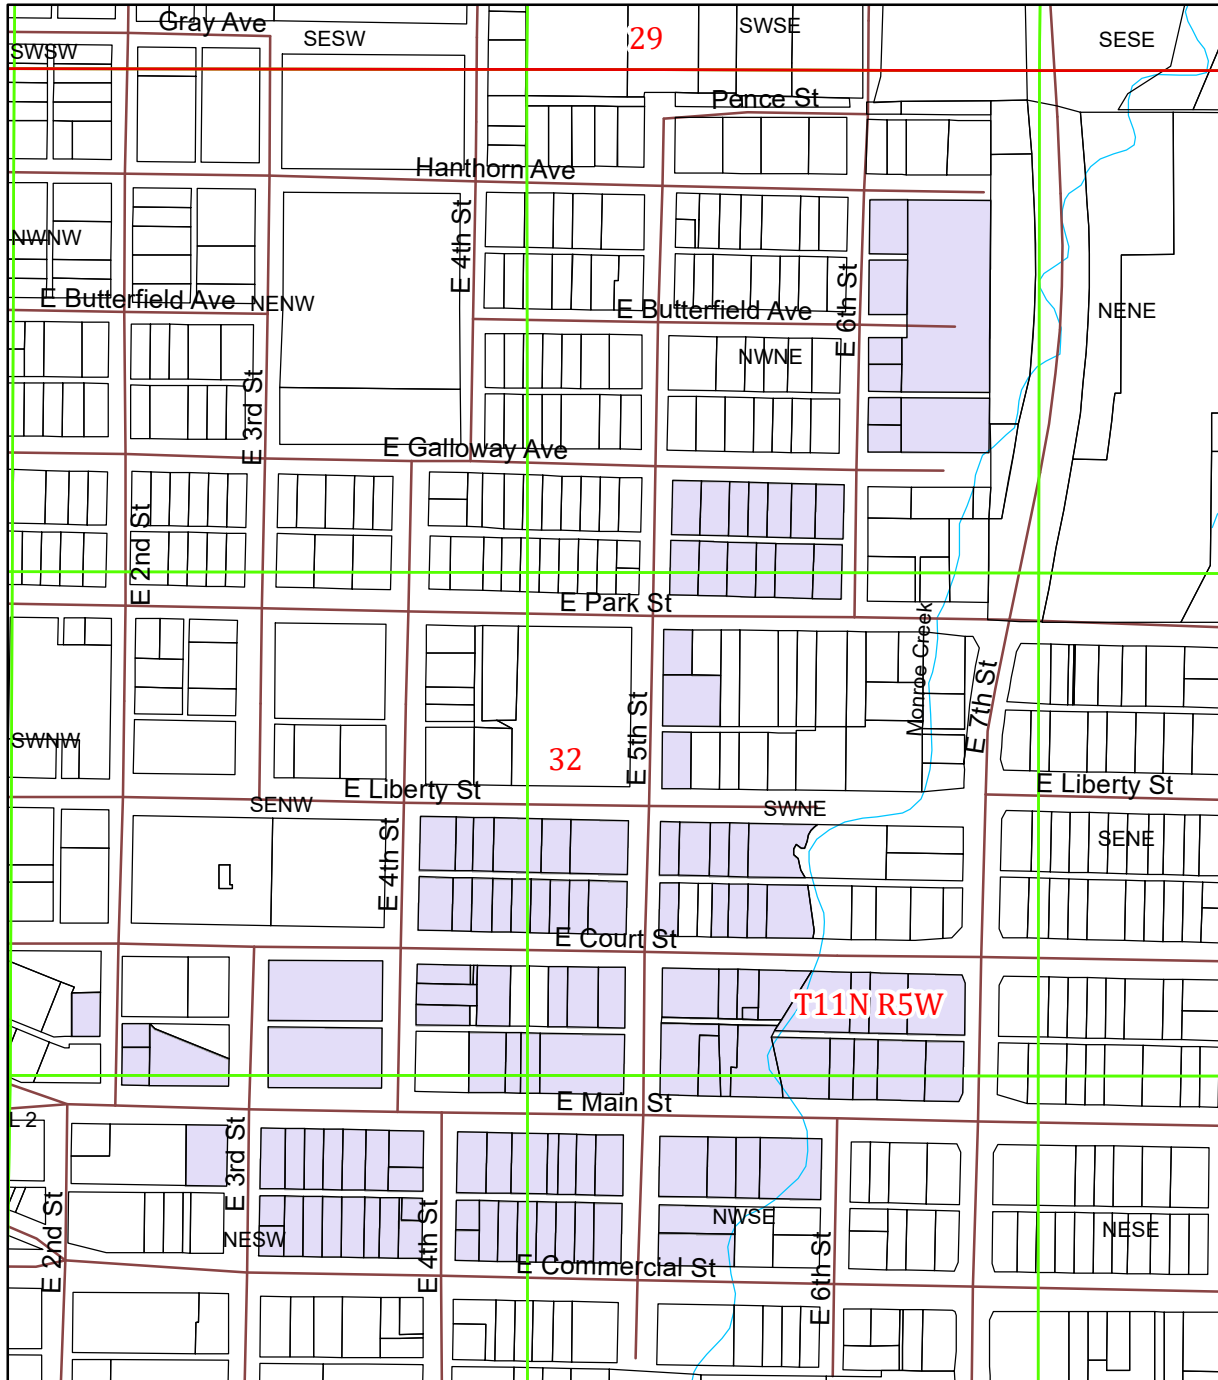 Gray Ave
SESW
29
SWSE
SESE
SWSW
Pence St
Hanthorn Ave
E 4th St
NWNW
E Butterfield Ave
NENW
E Butterfield Ave
E 6th St
NENE
NWNE
E 3rd St
E Galloway Ave
E 2nd St
E Park St
Monroe Creek
E 7th St
E 5th St
SWNW
32
E Liberty St
SENW
SWNE
E Liberty St
SENE
E 4th St
E Court St
T11N R5W
E Main St
L 2
E 3rd St
E 2nd St
NESW
E 4th St
NWSE
E 6th St
NESE
E Commercial St